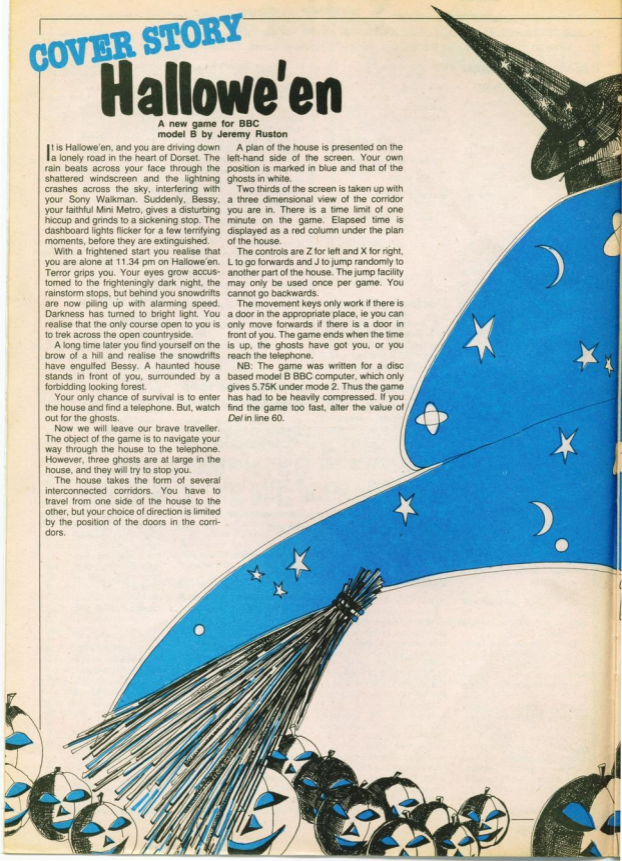 COVER STORY
Hallowe'en
A new game for BBC
model B by Jeremy Ruston
It is Hallowe'en, and you are driving down
a lonely road in the heart of Dorset. The
rain beats across your face through the
shattered windscreen and the lightning
crashes across the sky, interfering with
your Sony Walkman. Suddenly, Bessy,
your faithful Mini Metro, gives a disturbing
hiccup and grinds to a sickening stop. The
dashboard lights flicker for a few terrifying
moments, before they are extinguished.
With a frightened start you realise that
you are alone at 11.34 pm on Hallowe'en.
Terror grips you. Your eyes grow accus-
tomed to the frighteningly dark night, the
rainstorm stops, but behind you snowdrifts
are now piling up with alarming speed.
Darkness has turned to bright light. You
realise that the only course open to you is
to trek across the open countryside.
A long time later you find yourself on the
brow of a hill and realise the snowdrifts
have engulfed Bessy. A haunted house
stands in front of you, surrounded by a
forbidding looking forest.
Your only chance of survival is to enter
the house and find a telephone. But, watch
out for the ghosts.
Now we will leave our brave traveller.
The object of the game is to navigate your
way through the house to the telephone.
However, three ghosts are at large in the
house, and they will try to stop you.
The house takes the form of several
interconnected corridors. You have to
travel from one side of the house to the
other, but your choice of direction is limited
by the position of the doors in the corri-
dors.
A plan of the house is presented on the
left-hand side of the screen. Your own
position is marked in blue and that of the
ghosts in white.
Two thirds of the screen is taken up with
a three dimensional view of the corridor
you are in. There is a time limit of one
minute on the game. Elapsed time is
displayed as a red column under the plan
of the house.
The controls are Z for left and X for right,
L to go forwards and J to jump randomly to
another part of the house. The jump facility
may only be used once per game. You
cannot go backwards.
The movement keys only work if there is
a door in the appropriate place, ie you can
only move forwards if there is a door in
front of you. The game ends when the time
is up, the ghosts have got you, or you
reach the telephone.
NB: The game was written for a disc
based model B BBC computer, which only
gives 5.75K under mode 2. Thus the game
has had to be heavily compressed. If you
find the game too fast, alter the value of
Del in line 60.